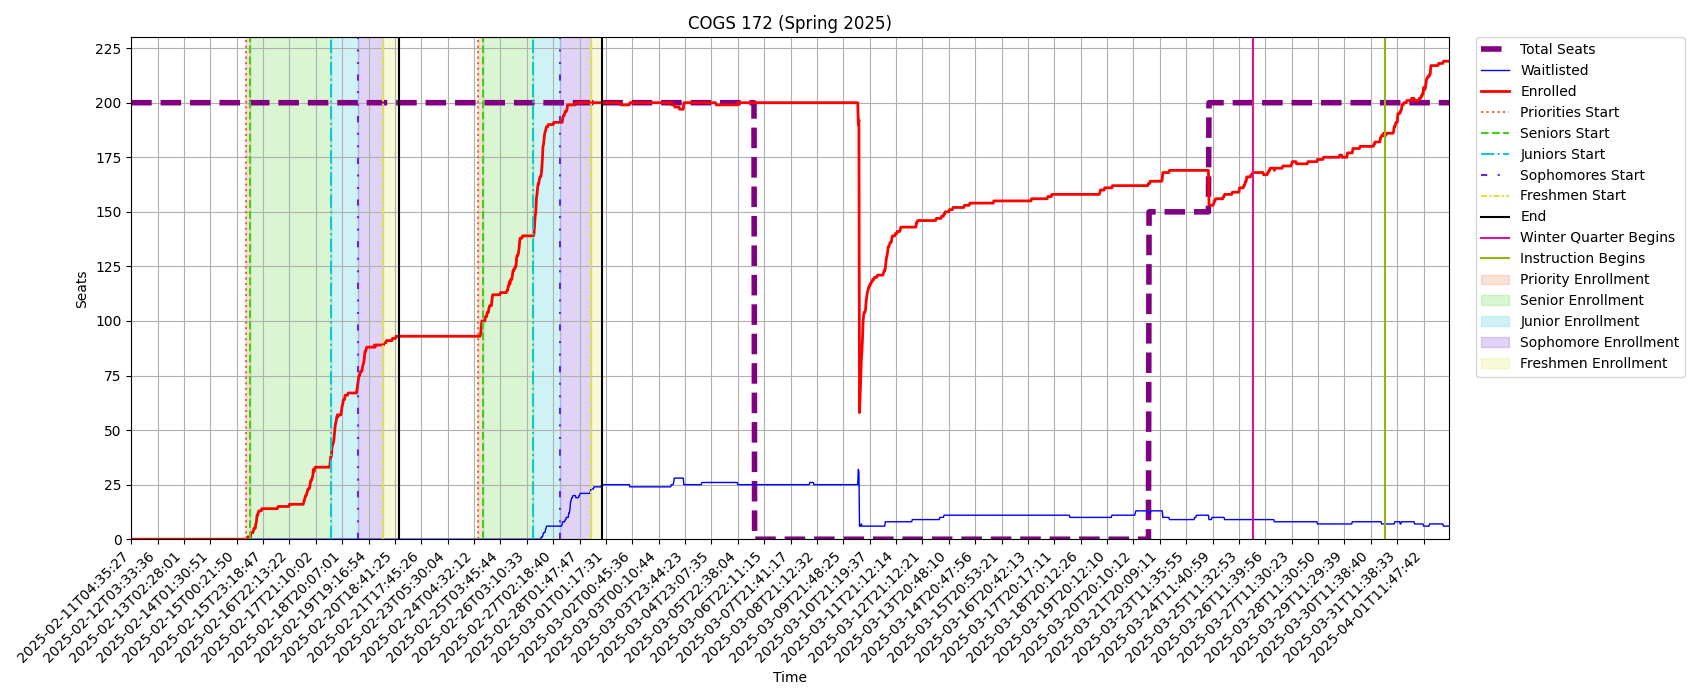 COGS 172 (Spring 2025)
Seats
225
200
175
150
125
100
75
50
25
0
2025-02-11T04:35:27
2025-02-12T03:33:36
2025-02-13T02:28:01
2025-02-14T01:30:51
2025-02-15T00:21:50
2025-02-15T23:18:47
2025-02-16T22:13:22
2025-02-17T21:10:02
2025-02-18T20:07:01
2025-02-19T19:16:54
2025-02-20T18:41:25
2025-02-21T17:45:26
2025-02-23T05:30:04
2025-02-24T04:32:12
2025-02-25T03:45:44
2025-02-26T03:10:33
2025-02-27T02:18:40
2025-02-28T01:47:47
2025-03-01T01:17:31
2025-03-02T00:45:36
2025-03-03T00:10:44
2025-03-03T23:44:23
2025-03-04T23:07:35
2025-03-05T22:38:04
2025-03-06T22:11:15
2025-03-07T21:41:17
2025-03-08T21:12:32
2025-03-09T21:48:25
2025-03-10T21:19:37
2025-03-11T21:12:14
2025-03-12T21:12:21
2025-03-13T20:48:10
2025-03-14T20:47:56
2025-03-15T20:53:21
2025-03-16T20:42:13
2025-03-17T20:17:11
2025-03-18T20:12:26
2025-03-19T20:12:10
2025-03-20T20:10:12
2025-03-21T20:09:11
2025-03-23T11:35:55
2025-03-24T11:40:59
2025-03-25T11:32:53
2025-03-26T11:39:56
2025-03-27T11:30:23
2025-03-28T11:30:50
2025-03-29T11:29:39
2025-03-30T11:38:40
2025-03-31T11:38:33
2025-04-01T11:47:42
Time
Total Seats
Waitlisted
Enrolled
Priorities Start
Seniors Start
Juniors Start
Sophomores Start
Freshmen Start
End
Winter Quarter Begins
Instruction Begins
Priority Enrollment
Senior Enrollment
Junior Enrollment
Sophomore Enrollment
Freshmen Enrollment